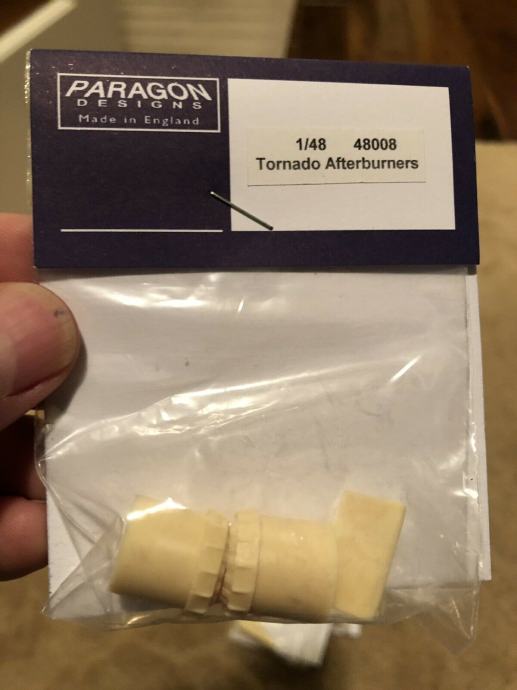 PARAGON
DESIGNS
Made in England
1/48 48008
Tornado Afterburners